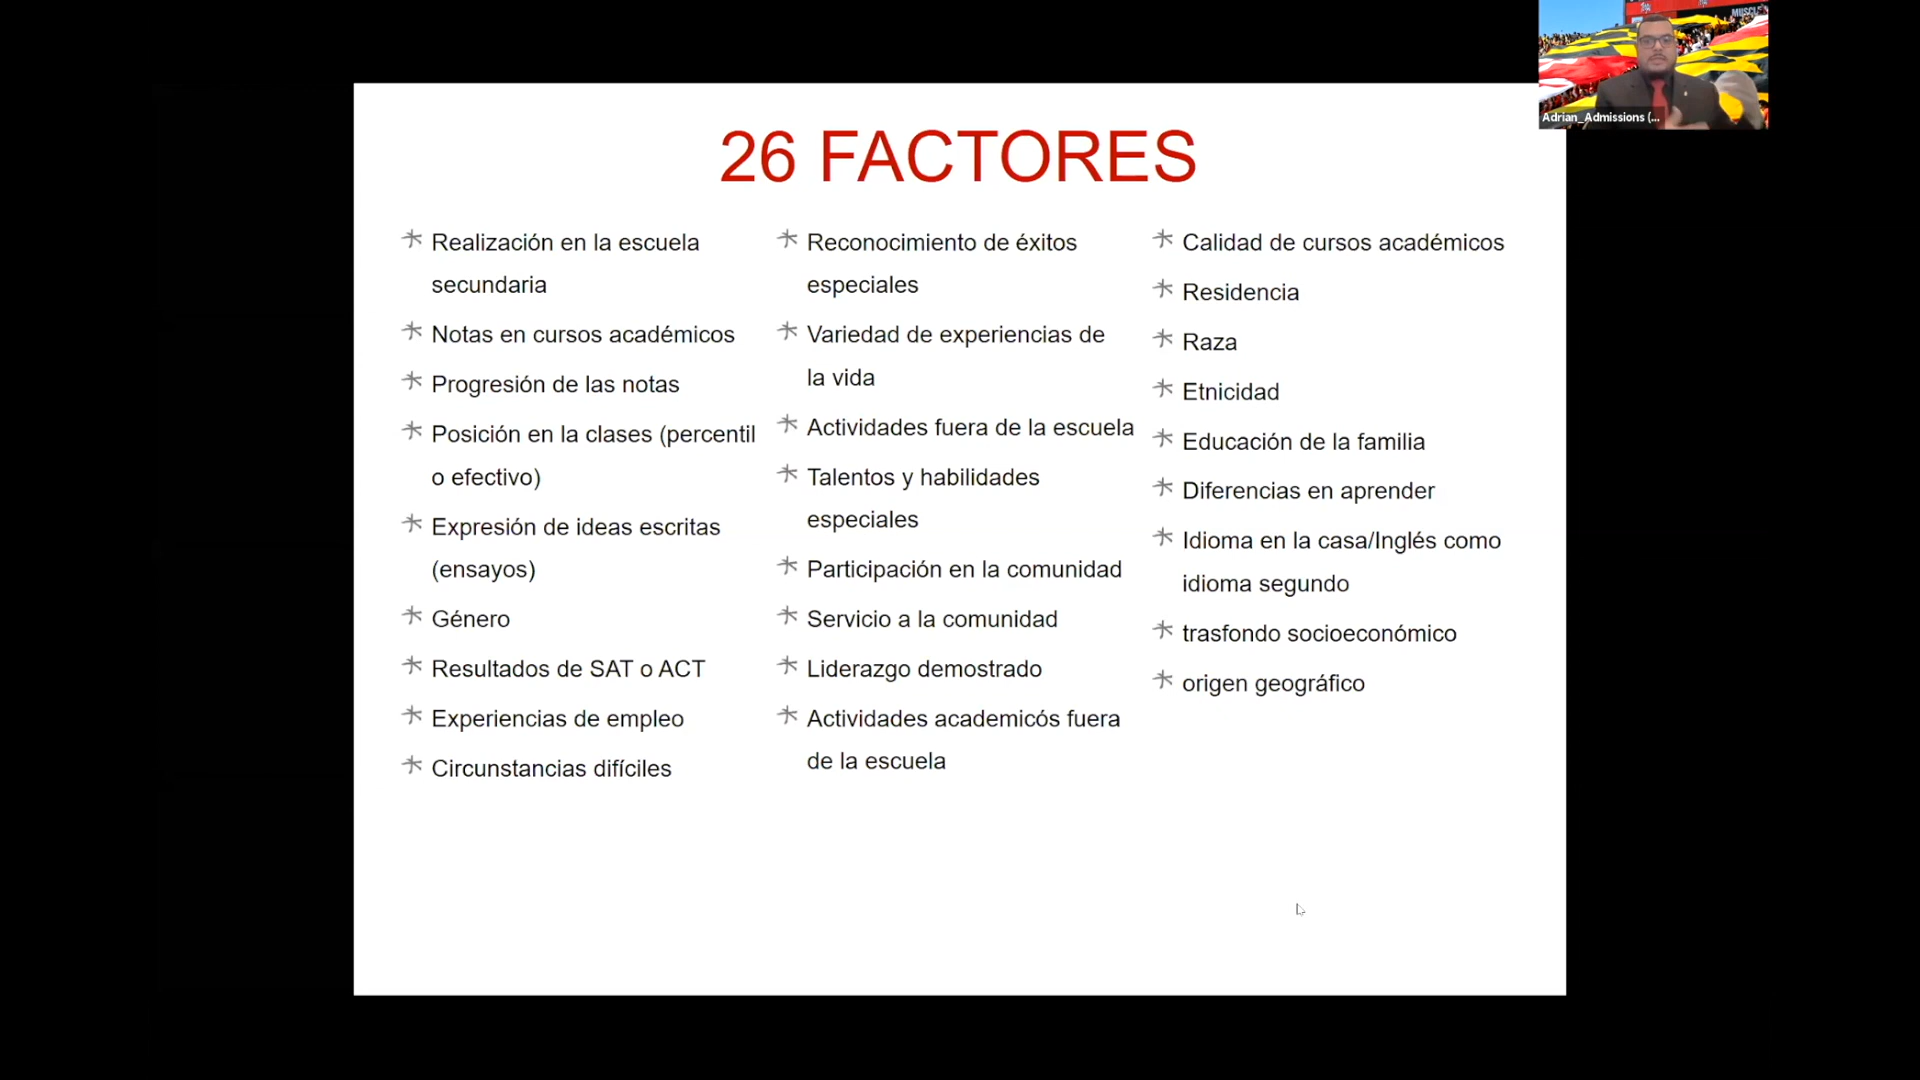 26 FACTORES
Realización en la escuela
secundaria
Notas en cursos académicos
Progresión de las notas
Posición en la clases (percentil
o efectivo)
Expresión de ideas escritas
(ensayos)
Género
Resultados de SAT o ACT
Experiencias de empleo
Circunstancias difíciles
Reconocimiento de éxitos
especiales
Variedad de experiencias de
la vida
Actividades fuera de la escuela
Talentos y habilidades
especiales
Participación en la comunidad
Servicio a la comunidad
Liderazgo demostrado
Actividades academicós fuera
de la escuela
Calidad de cursos académicos
Residencia
Raza
Etnicidad
Educación de la familia
Diferencias en aprender
Idioma en la casa/Inglés como
idioma segundo
trasfondo socioeconómico
origen geográfico
Adrian_Admissions (...